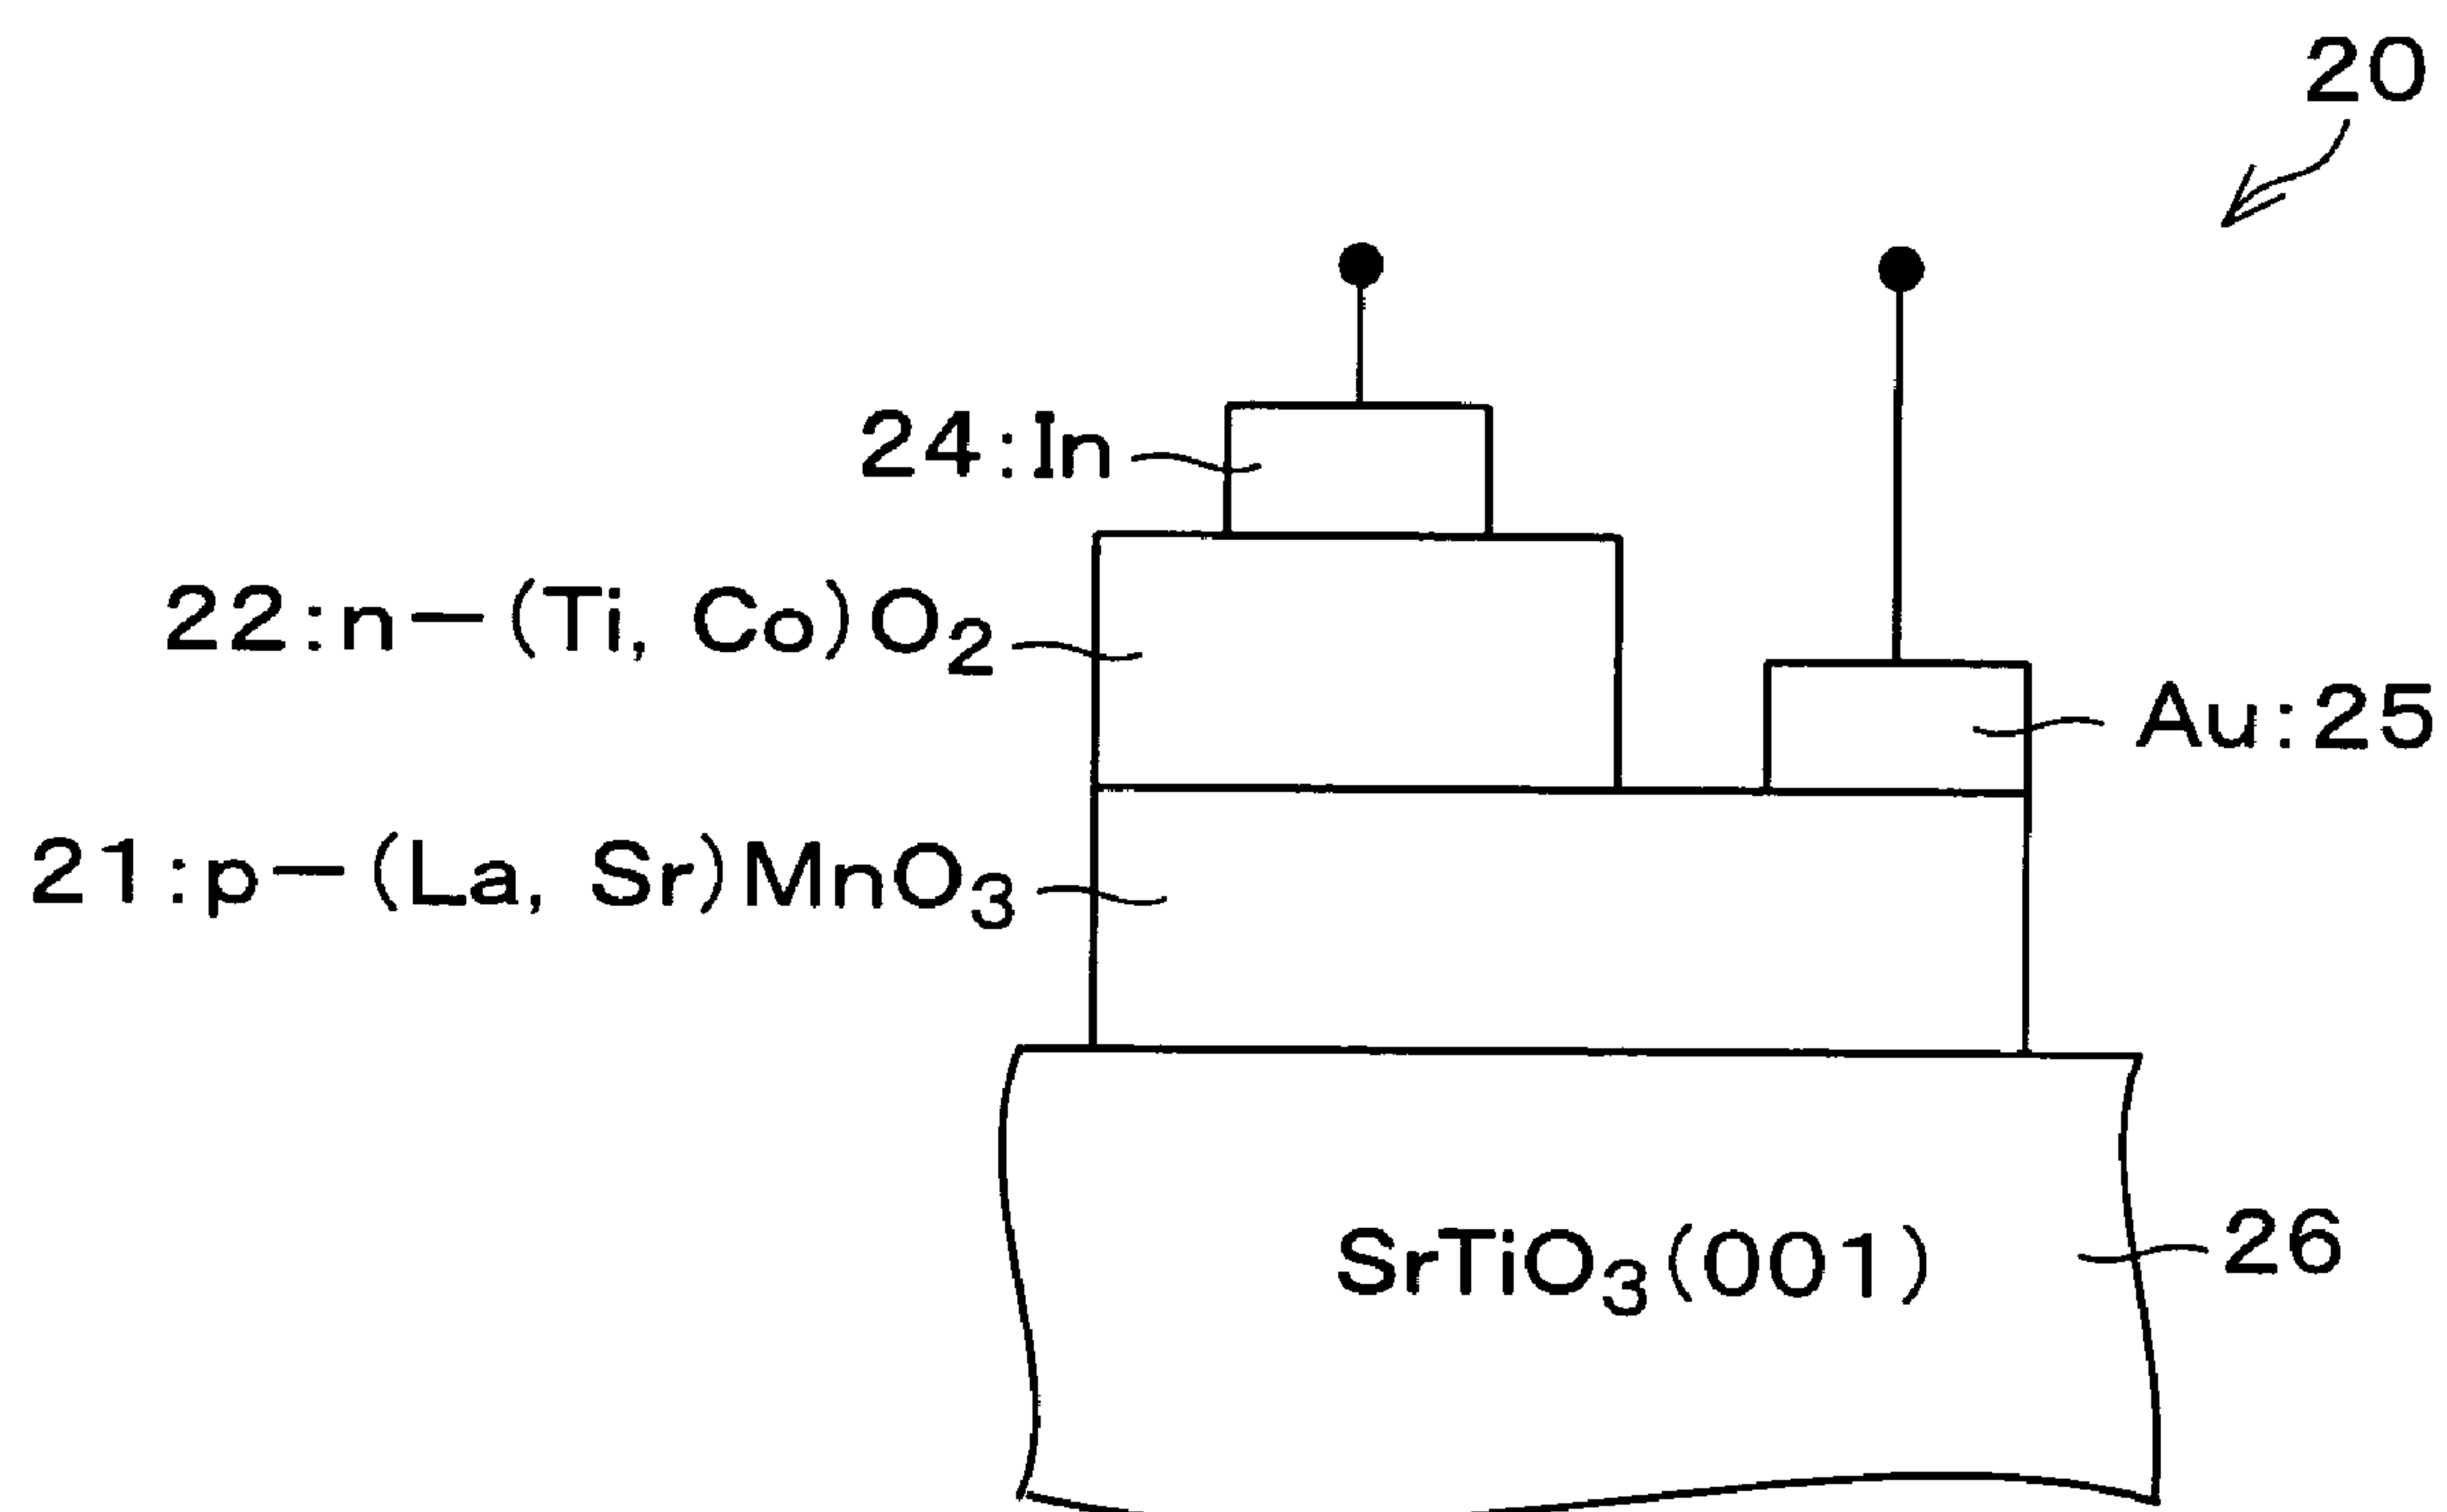 20
24:In
22:n-(Ti, Co)O₂
Au:25
21:p-(La, Sr)MnO₃
SrTiO₃(001)
26